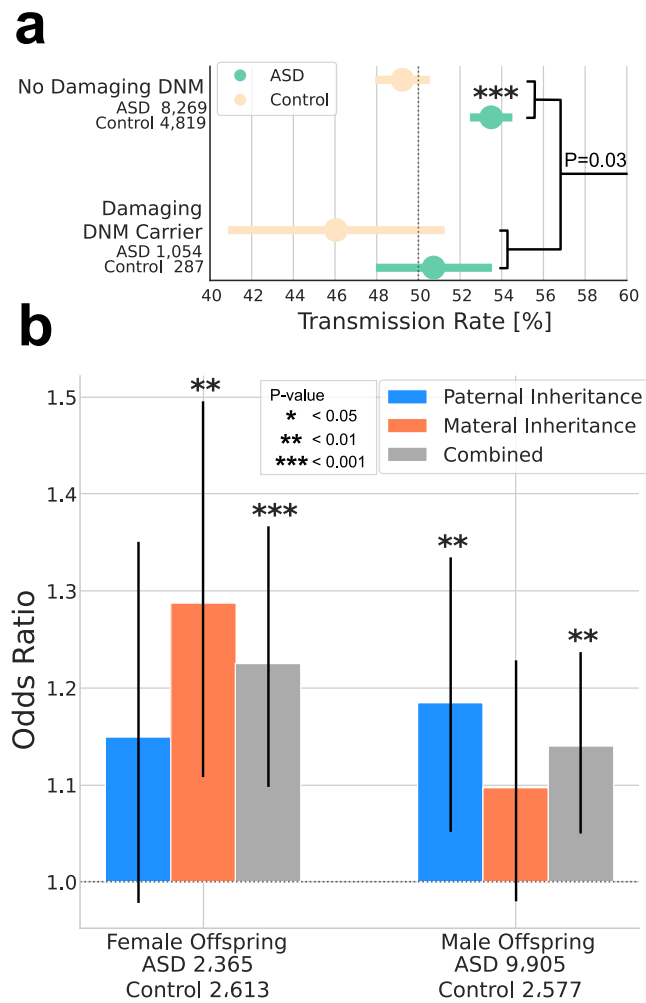 a
No Damaging DNM
ASD 8,269
Control 4,819
ASD
Control
***
P=0.03
Damaging
DNM Carrier
ASD 1,054
Control 287
40 42 44 46 48 50 52 54 56 58 60
Transmission Rate [%]
b
Odds Ratio
1.5
1.4
1.3
1.2
1.1
1.0
P-value
* < 0.05
** < 0.01
*** < 0.001
Paternal Inheritance
Materal Inheritance
Combined
**
***
**
**
Female Offspring
ASD 2,365
Control 2,613
Male Offspring
ASD 9,905
Control 2,577